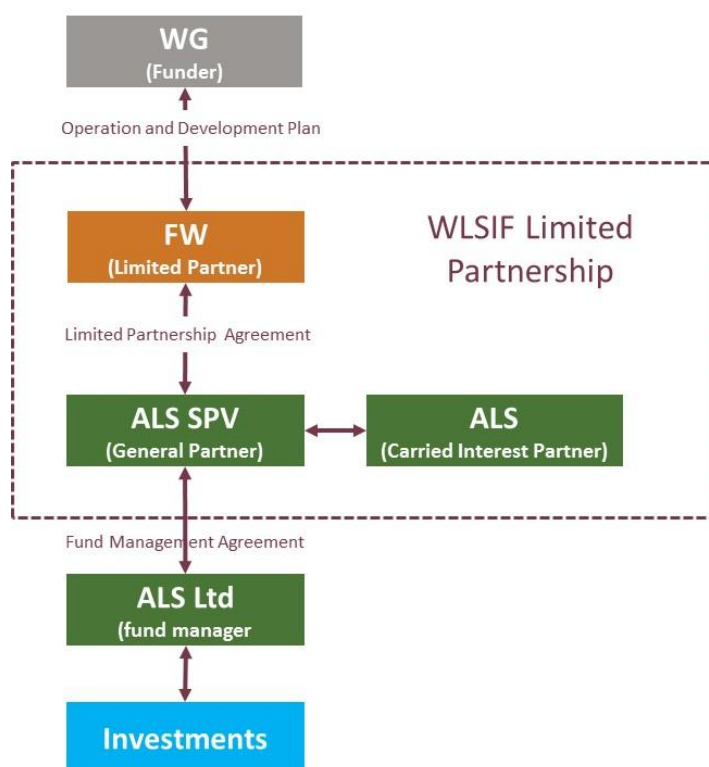 WG
(Funder)
Operation and Development Plan
FW
(Limited Partner)
WLSIF Limited
Partnership
Limited Partnership Agreement
ALS SPV
(General Partner)
ALS
(Carried Interest Partner)
Fund Management Agreement
ALS Ltd
(fund manager
Investments